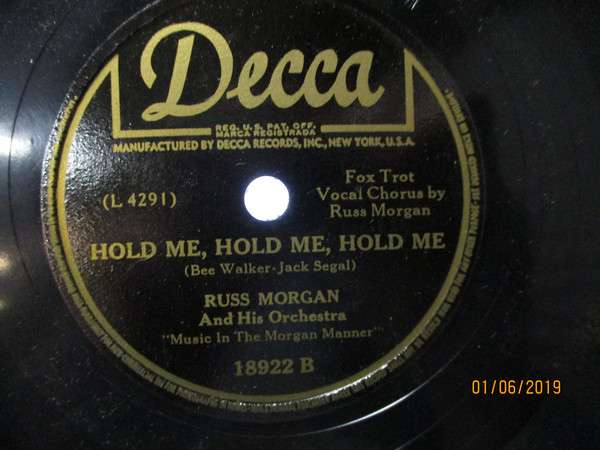 Decca
REG. U.S. PAT. OFF.
MARCA REGISTRADA
MANUFACTURED BY DECCA RECORDS, INC., NEW YORK, U.S.A.
Fox Trot
(L 4291) Vocal Chorus by
Russ Morgan
HOLD ME, HOLD ME, HOLD ME
(Bee Walker-Jack Segal)
RUSS MORGAN
And His Orchestra
"Music In The Morgan Manner"
18922 B
01/06/2019